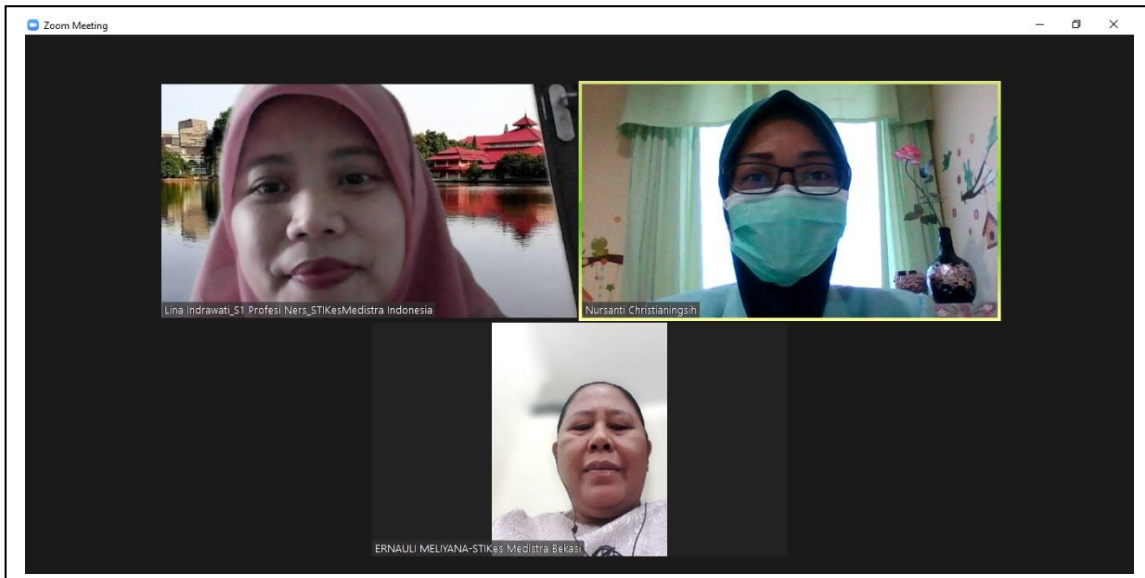 Zoom Meeting
Lina Indrawati_S1 Profesi Ners_STIKesMedistra Indonesia
Nursanti Christianingsih
ERNAULI MELIYANA-STIKes Medistra Bekasi